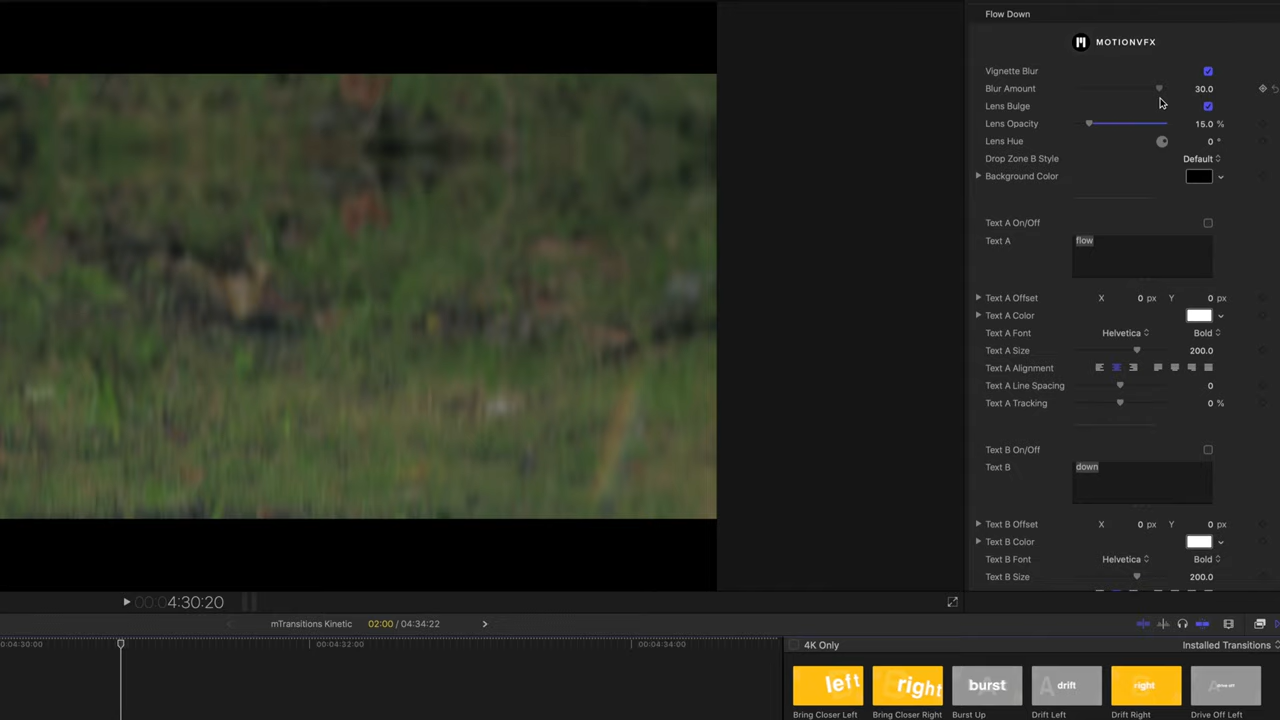 Flow Down
MOTIONVFX
Vignette Blur
Blur Amount 30.0
Lens Bulge
Lens Opacity 15.0 %
Lens Hue 0 °
Drop Zone B Style Default
Background Color
Text A On/Off
Text A flow
Text A Offset X 0 px Y 0 px
Text A Color
Text A Font Helvetica Bold
Text A Size 200.0
Text A Alignment
Text A Line Spacing 0
Text A Tracking 0 %
Text B On/Off
Text B down
Text B Offset X 0 px Y 0 px
Text B Color
Text B Font Helvetica Bold
Text B Size 200.0
00:00:04:30:20
mTransitions Kinetic 02:00 / 04:34:22
0:04:30:00 00:04:32:00 00:04:34:00
4K Only Installed Transitions
left right burst drift right
Bring Closer Left Bring Closer Right Burst Up Drift Left Drift Right Drive Off Left